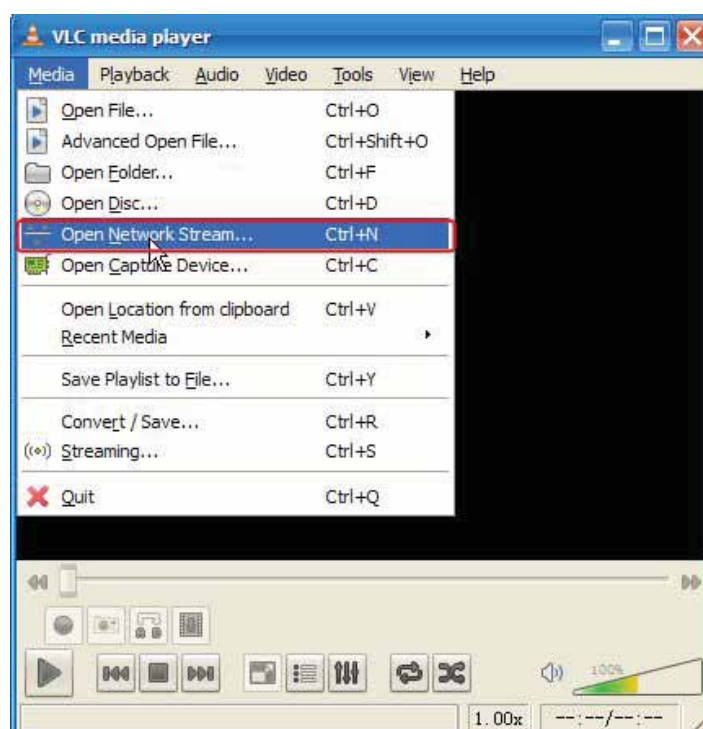 VLC media player
Media Playback Audio Video Tools View Help
Open File... Ctrl+O
Advanced Open File... Ctrl+Shift+O
Open Folder... Ctrl+F
Open Disc... Ctrl+D
Open Network Stream... Ctrl+N
Open Capture Device... Ctrl+C
Open Location from clipboard Ctrl+V
Recent Media
Save Playlist to File... Ctrl+Y
Convert / Save... Ctrl+R
Streaming... Ctrl+S
Quit Ctrl+Q
100%
1.00x --:--/--:--